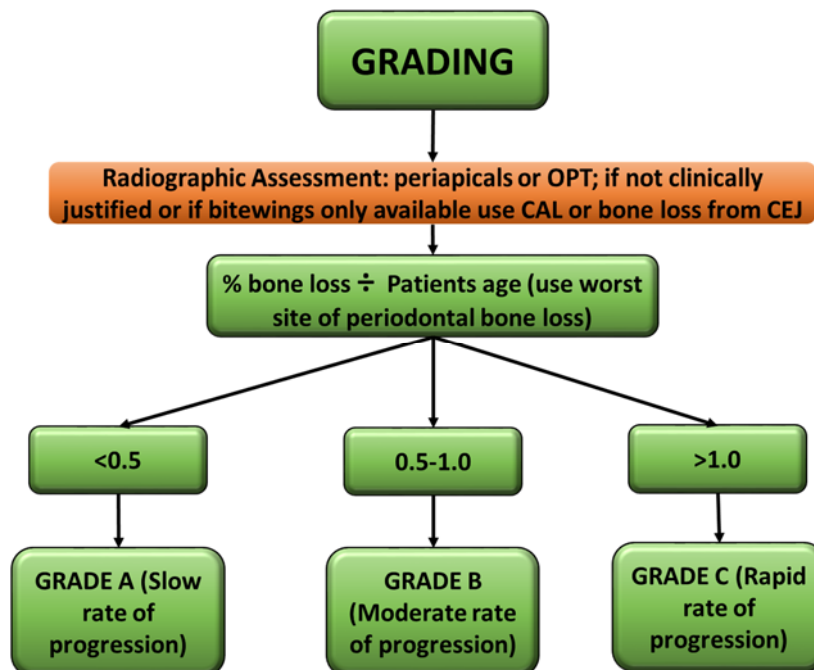 GRADING
Radiographic Assessment: periapicals or OPT; if not clinically
justified or if bitewings only available use CAL or bone loss from CEJ
% bone loss ÷ Patients age (use worst
site of periodontal bone loss)
<0.5
0.5-1.0
>1.0
GRADE A (Slow
rate of
progression)
GRADE B
(Moderate rate
of progression)
GRADE C (Rapid
rate of
progression)